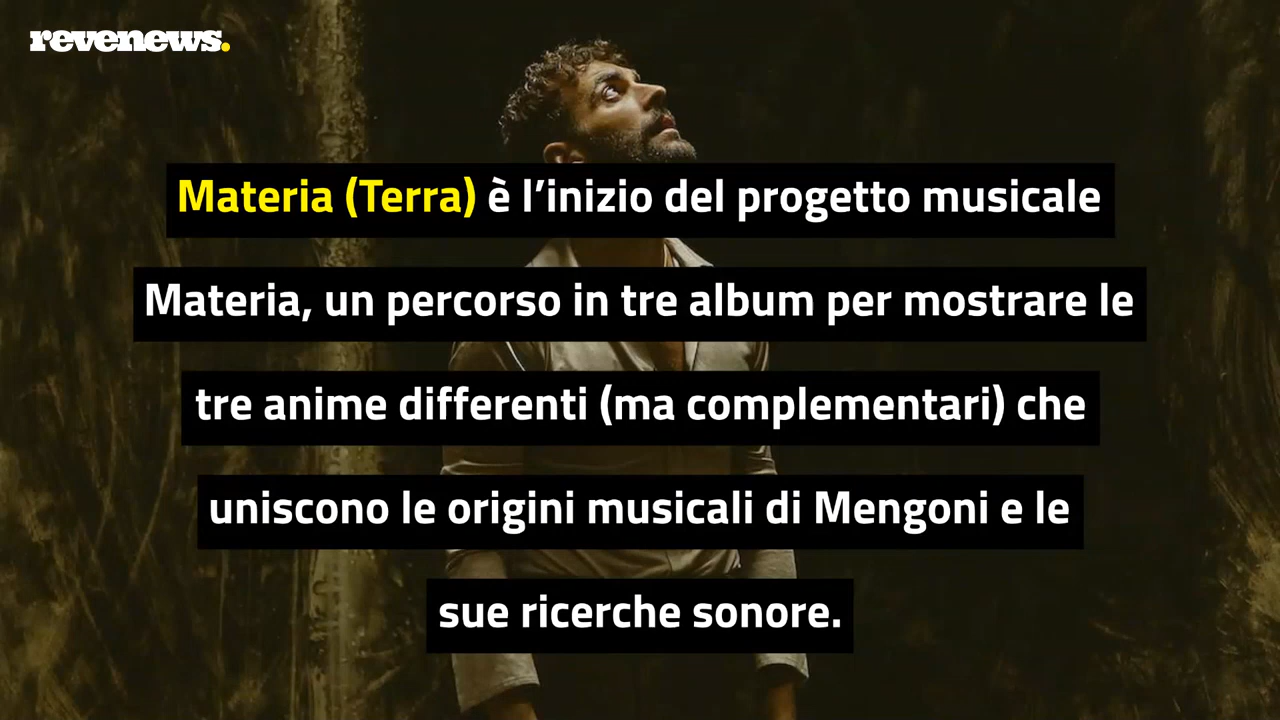 revenews.
Materia (Terra) è l’inizio del progetto musicale
Materia, un percorso in tre album per mostrare le
tre anime differenti (ma complementari) che
uniscono le origini musicali di Mengoni e le
sue ricerche sonore.